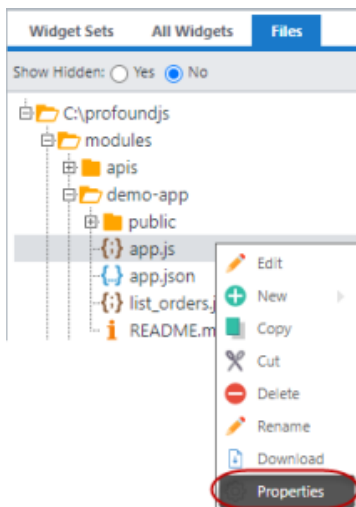 Widget Sets All Widgets Files
Show Hidden: Yes No
C:\profoundjs
modules
apis
demo-app
public
app.js
app.json
list_orders.j
README.m
Edit
New
Copy
Cut
Delete
Rename
Download
Properties